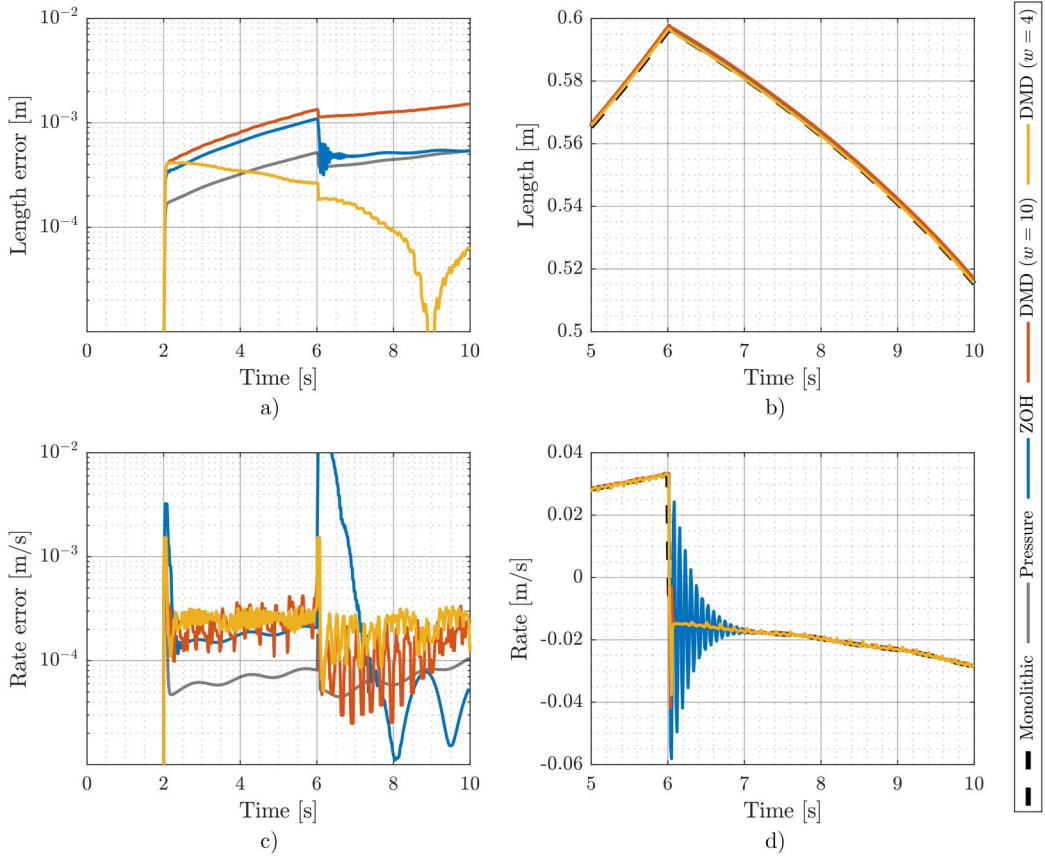 10⁻²
10⁻³
10⁻⁴
Length error [m]
0 2 4 6 8 10
Time [s]
a)
0.6
0.58
0.56
0.54
0.52
0.5
Length [m]
5 6 7 8 9 10
Time [s]
b)
10⁻²
10⁻³
10⁻⁴
Rate error [m/s]
0 2 4 6 8 10
Time [s]
c)
0.04
0.02
0
-0.02
-0.04
-0.06
Rate [m/s]
5 6 7 8 9 10
Time [s]
d)
Monolithic Pressure ZOH DMD (w = 10) DMD (w = 4)